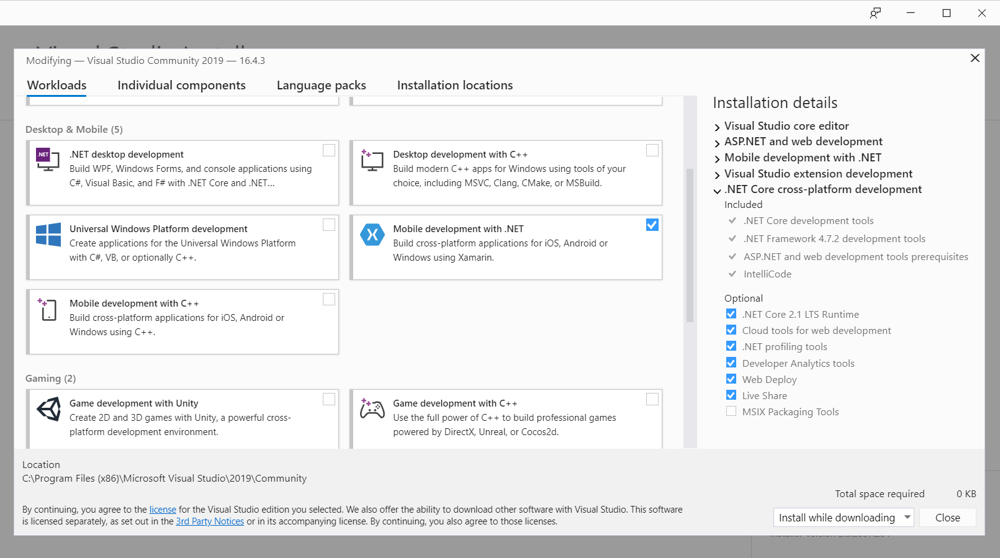 Modifying — Visual Studio Community 2019 — 16.4.3
Workloads
Individual components
Language packs
Installation locations
Desktop & Mobile (5)
.NET
.NET desktop development
Build WPF, Windows Forms, and console applications using
C#, Visual Basic, and F# with .NET Core and .NET...
Desktop development with C++
Build modern C++ apps for Windows using tools of your
choice, including MSVC, Clang, CMake, or MSBuild.
Universal Windows Platform development
Create applications for the Universal Windows Platform
with C#, VB, or optionally C++.
Mobile development with .NET
Build cross-platform applications for iOS, Android or
Windows using Xamarin.
Mobile development with C++
Build cross-platform applications for iOS, Android or
Windows using C++.
Gaming (2)
Game development with Unity
Create 2D and 3D games with Unity, a powerful cross-
platform development environment.
Game development with C++
Use the full power of C++ to build professional games
powered by DirectX, Unreal, or Cocos2d.
Installation details
Visual Studio core editor
ASP.NET and web development
Mobile development with .NET
Visual Studio extension development
.NET Core cross-platform development
Included
.NET Core development tools
.NET Framework 4.7.2 development tools
ASP.NET and web development tools prerequisites
IntelliCode
Optional
.NET Core 2.1 LTS Runtime
Cloud tools for web development
.NET profiling tools
Developer Analytics tools
Web Deploy
Live Share
MSIX Packaging Tools
Location
C:\Program Files (x86)\Microsoft Visual Studio\2019\Community
Total space required 0 KB
By continuing, you agree to the license for the Visual Studio edition you selected. We also offer the ability to download other software with Visual Studio. This software
is licensed separately, as set out in the 3rd Party Notices or in its accompanying license. By continuing, you also agree to those licenses.
Install while downloading
Close